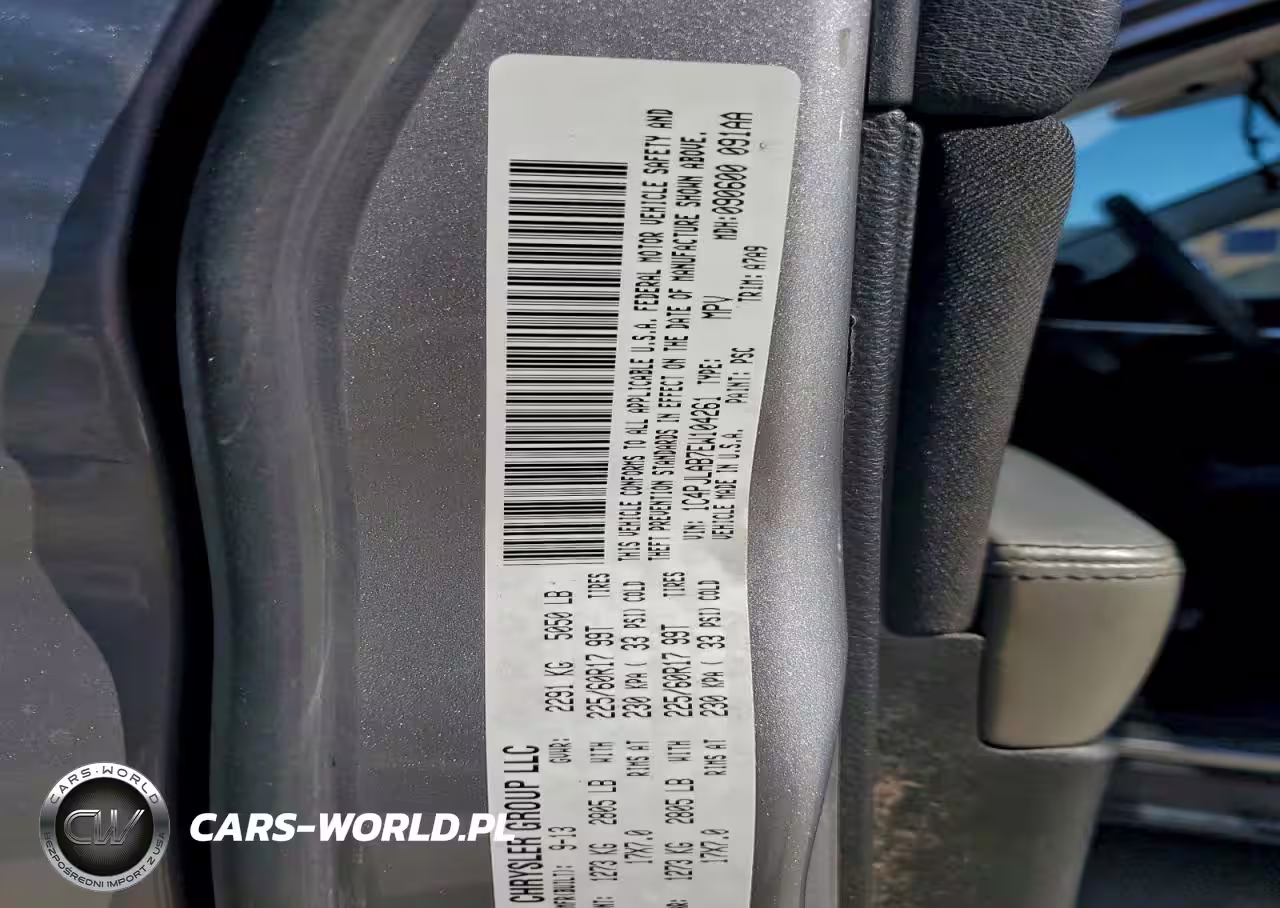 CHRYSLER GROUP LLC
9-13 GVWR: 2291 KG 5050 LB
1273 KG 2805 LB WITH 225/60R17 99T TIRES
17X7.0 RIMS AT 230 KPA( 33 PSI) COLD
1273 KG 2805 LB WITH 225/60R17 99T TIRES
17X7.0 RIMS AT 230 KPA( 33 PSI) COLD
THIS VEHICLE CONFORMS TO ALL APPLICABLE U.S.A. FEDERAL MOTOR VEHICLE SAFETY AND
THEFT PREVENTION STANDARDS IN EFFECT ON THE DATE OF MANUFACTURE SHOWN ABOVE.
VIN: 1C4PJLAB7EW104261 TYPE: MPV MDH:090600 091AA
VEHICLE MADE IN U.S.A. PAINT: PSC TRIM: A7A9
CARS-WORLD
CW
BEZPOŚREDNI IMPORT Z USA
CARS-WORLD.PL